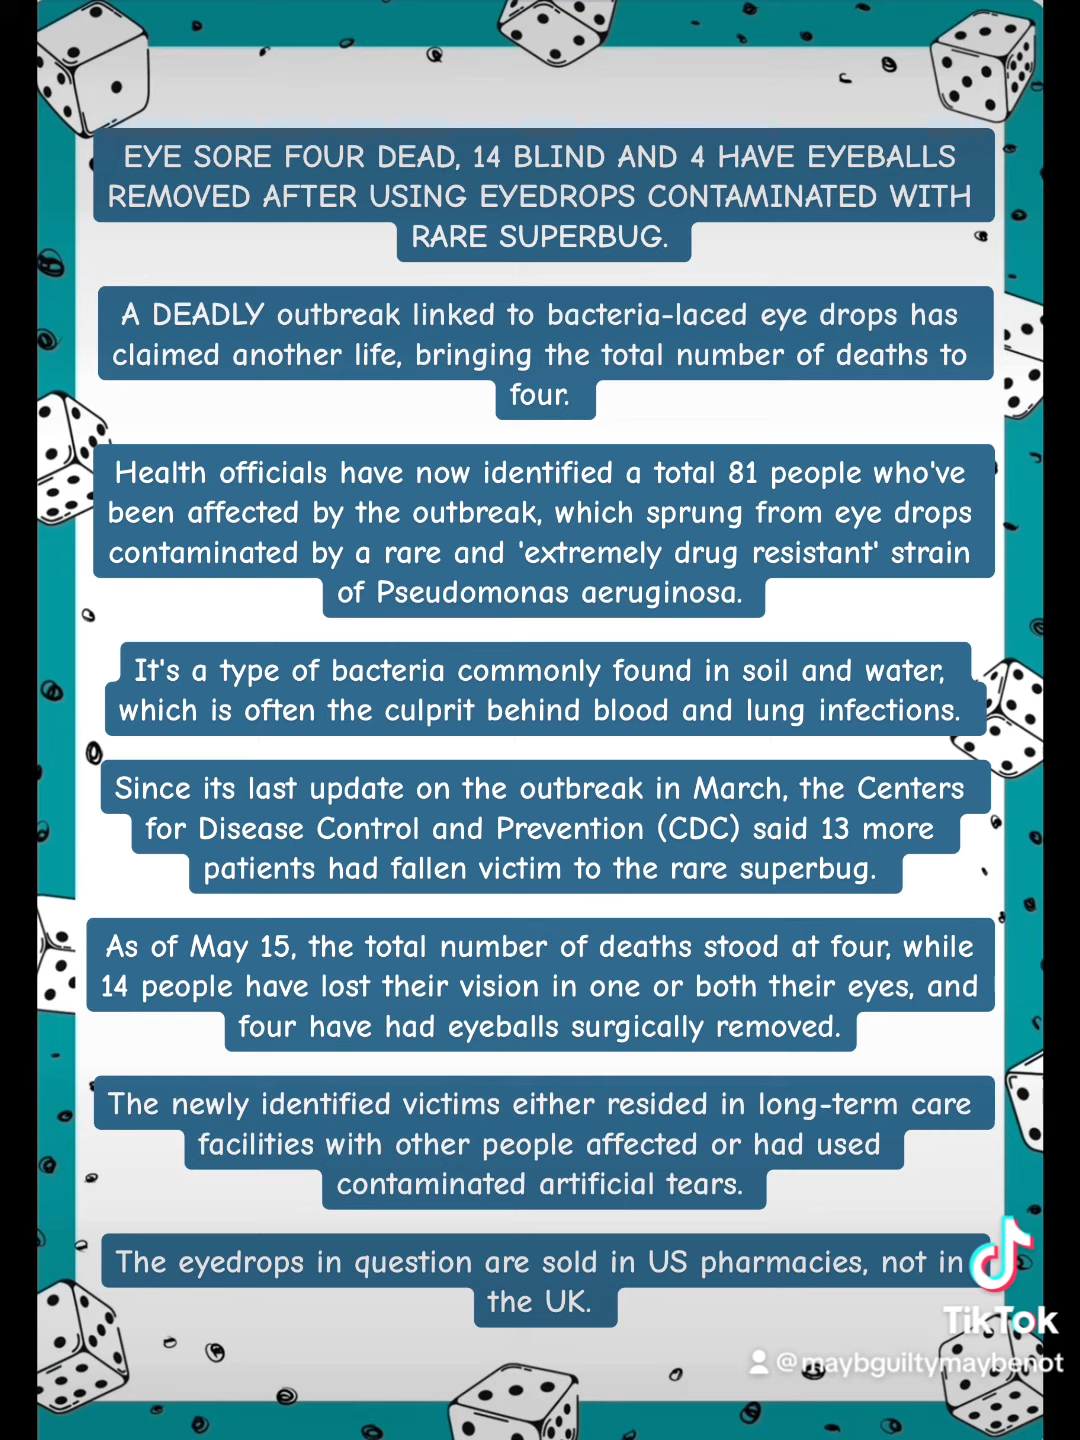 EYE SORE FOUR DEAD, 14 BLIND AND 4 HAVE EYEBALLS
REMOVED AFTER USING EYEDROPS CONTAMINATED WITH
RARE SUPERBUG.
A DEADLY outbreak linked to bacteria-laced eye drops has
claimed another life, bringing the total number of deaths to
four.
Health officials have now identified a total 81 people who've
been affected by the outbreak, which sprung from eye drops
contaminated by a rare and 'extremely drug resistant' strain
of Pseudomonas aeruginosa.
It's a type of bacteria commonly found in soil and water,
which is often the culprit behind blood and lung infections.
Since its last update on the outbreak in March, the Centers
for Disease Control and Prevention (CDC) said 13 more
patients had fallen victim to the rare superbug.
As of May 15, the total number of deaths stood at four, while
14 people have lost their vision in one or both their eyes, and
four have had eyeballs surgically removed.
The newly identified victims either resided in long-term care
facilities with other people affected or had used
contaminated artificial tears.
The eyedrops in question are sold in US pharmacies, not in
the UK.
TikTok
@maybguiltymaybenot